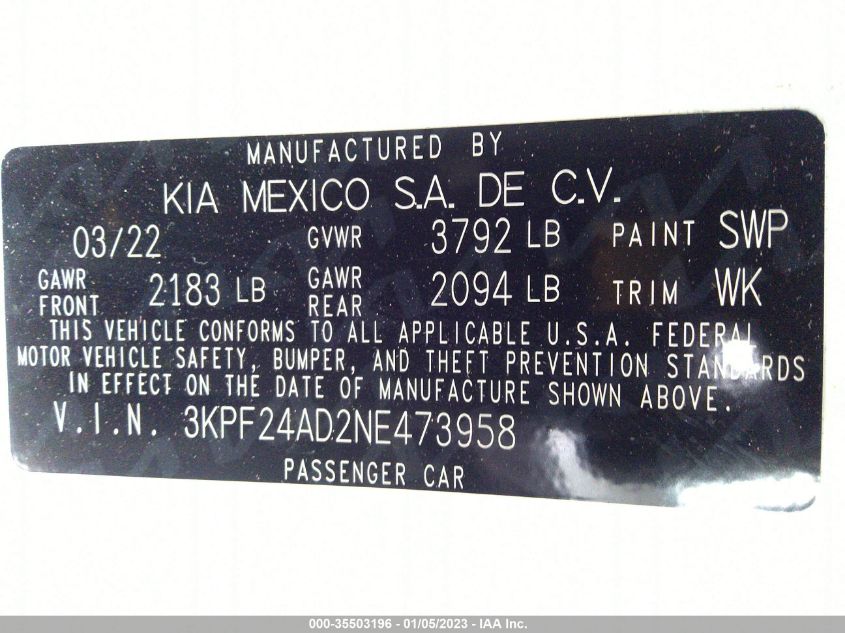 MANUFACTURED BY
KIA MEXICO S.A. DE C.V.
03/22 GVWR 3792 LB PAINT SWP
GAWR FRONT 2183 LB GAWR REAR 2094 LB TRIM WK
THIS VEHICLE CONFORMS TO ALL APPLICABLE U.S.A. FEDERAL
MOTOR VEHICLE SAFETY, BUMPER, AND THEFT PREVENTION STANDARDS
IN EFFECT ON THE DATE OF MANUFACTURE SHOWN ABOVE.
V.I.N. 3KPF24AD2NE473958
PASSENGER CAR
000-35503196 - 01/05/2023 - IAA Inc.